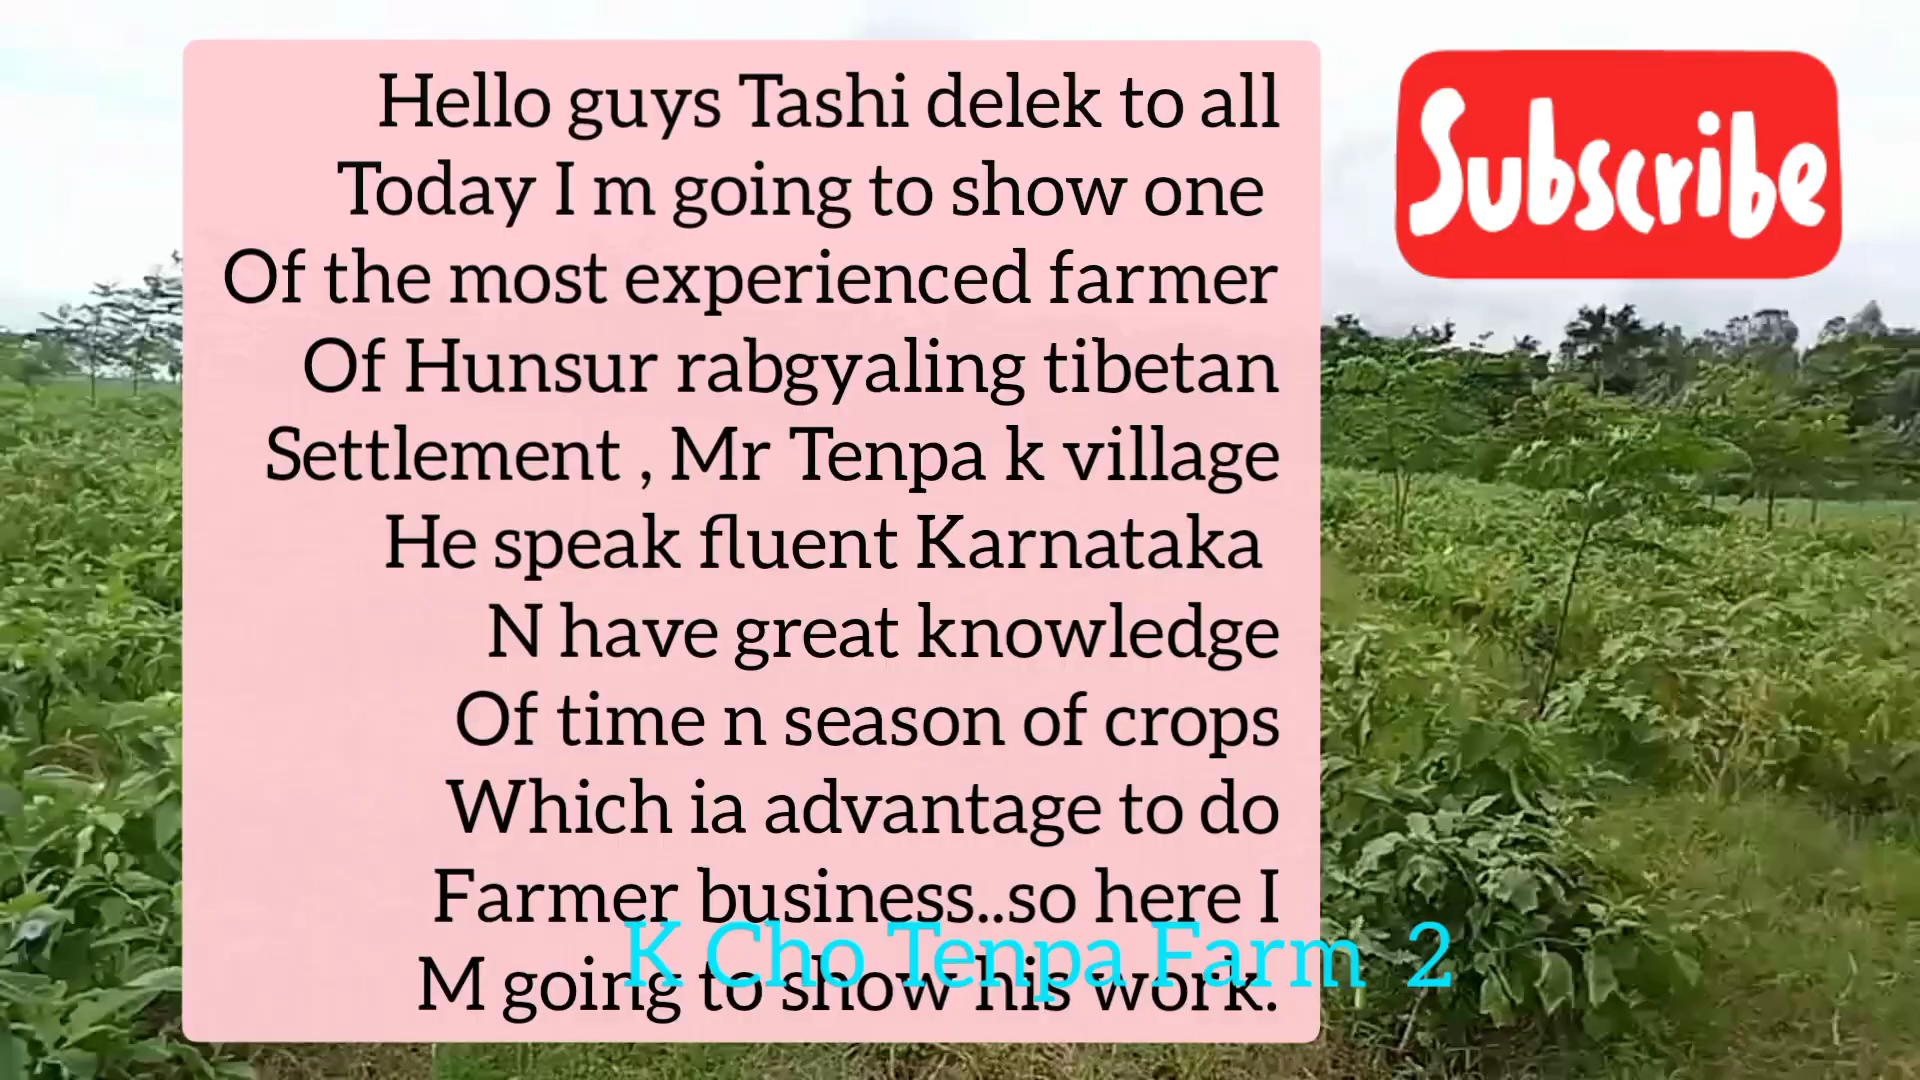 Hello guys Tashi delek to all
Today I m going to show one
Of the most experienced farmer
Of Hunsur rabgyaling tibetan
Settlement , Mr Tenpa k village
He speak fluent Karnataka
N have great knowledge
Of time n season of crops
Which ia advantage to do
Farmer business..so here I
M going to show his work.
K Cho Tenpa Farm 2
Subscribe